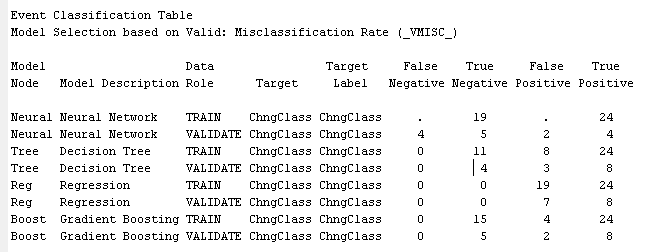 Event Classification Table
Model Selection based on Valid: Misclassification Rate (_VMISC_)
Model Data Target False True False True
Node Model Description Role Target Label Negative Negative Positive Positive
Neural Neural Network TRAIN ChngClass ChngClass . 19 . 24
Neural Neural Network VALIDATE ChngClass ChngClass 4 5 2 4
Tree Decision Tree TRAIN ChngClass ChngClass 0 11 8 24
Tree Decision Tree VALIDATE ChngClass ChngClass 0 4 3 8
Reg Regression TRAIN ChngClass ChngClass 0 0 19 24
Reg Regression VALIDATE ChngClass ChngClass 0 0 7 8
Boost Gradient Boosting TRAIN ChngClass ChngClass 0 15 4 24
Boost Gradient Boosting VALIDATE ChngClass ChngClass 0 5 2 8